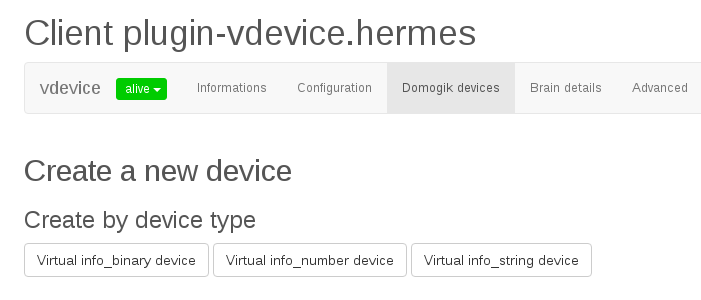 Client plugin-vdevice.hermes
vdevice alive Informations Configuration Domogik devices Brain details Advanced
Create a new device
Create by device type
Virtual info_binary device Virtual info_number device Virtual info_string device